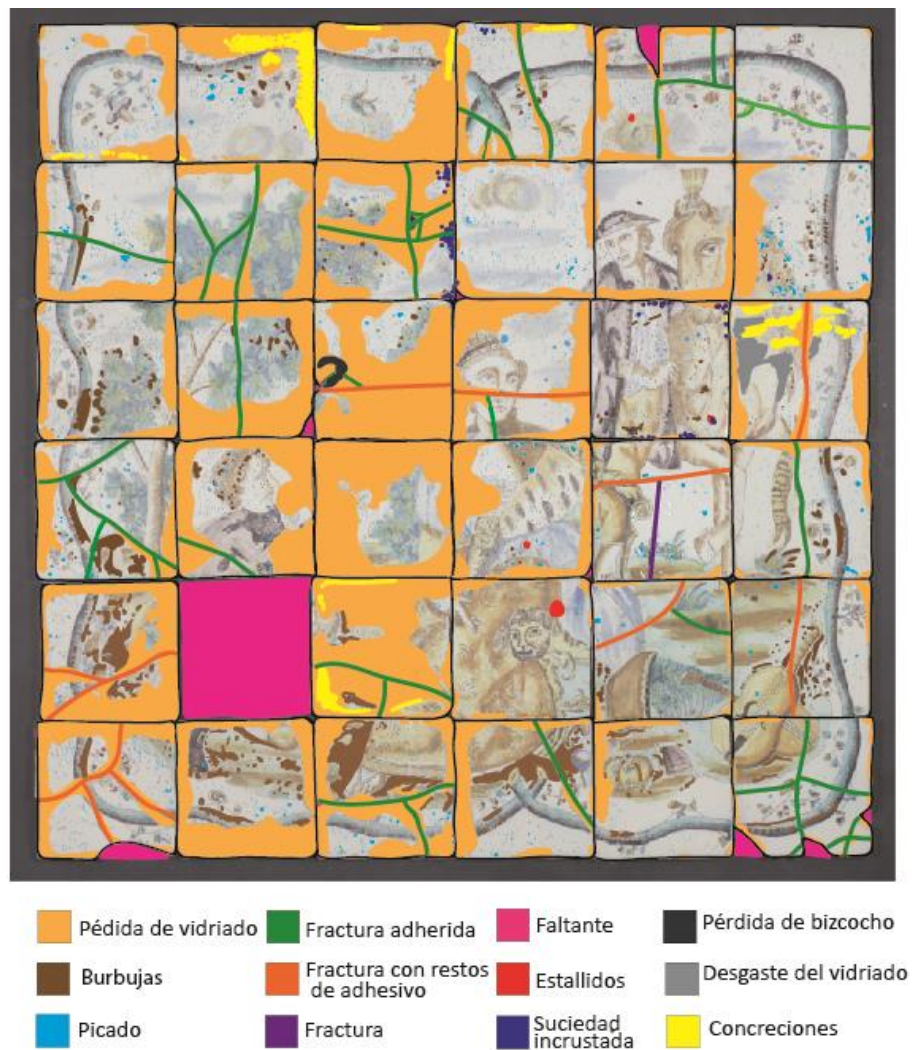 Pédida de vidriado
Fractura adherida
Faltante
Pérdida de bizcocho
Burbujas
Fractura con restos
de adhesivo
Estallidos
Desgaste del vidriado
Picado
Fractura
Suciedad
incrustada
Concreciones